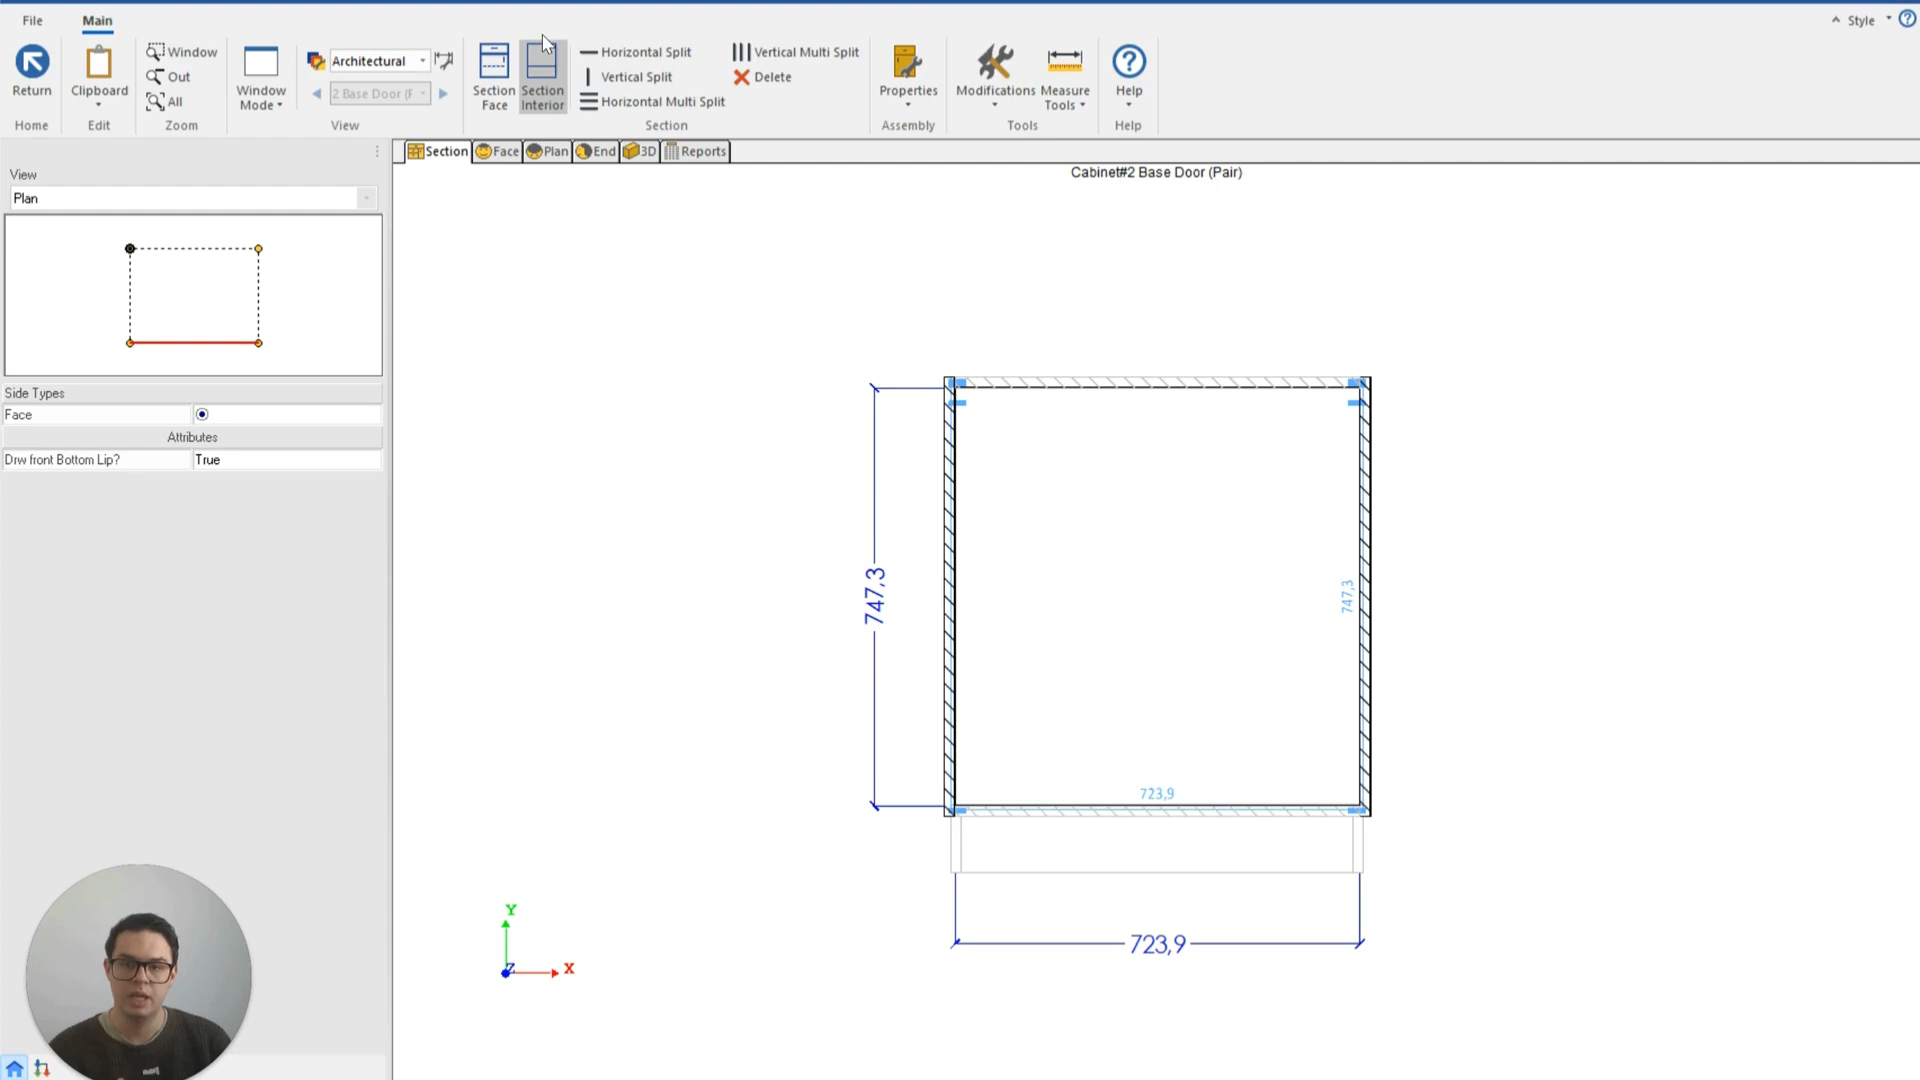 File
Main
Style
Return
Clipboard
Window
Out
All
Window
Mode
Architectural
2 Base Door (F
Section
Face
Section
Interior
Horizontal Split
Vertical Split
Horizontal Multi Split
Vertical Multi Split
Delete
Properties
Modifications
Measure
Tools
Help
Home
Edit
Zoom
View
Section
Assembly
Tools
Help
Section
Face
Plan
End
3D
Reports
View
Plan
Cabinet#2 Base Door (Pair)
Side Types
Face
Attributes
Drw front Bottom Lip?
True
747,3
747,3
723,9
723,9
Y
Z
X